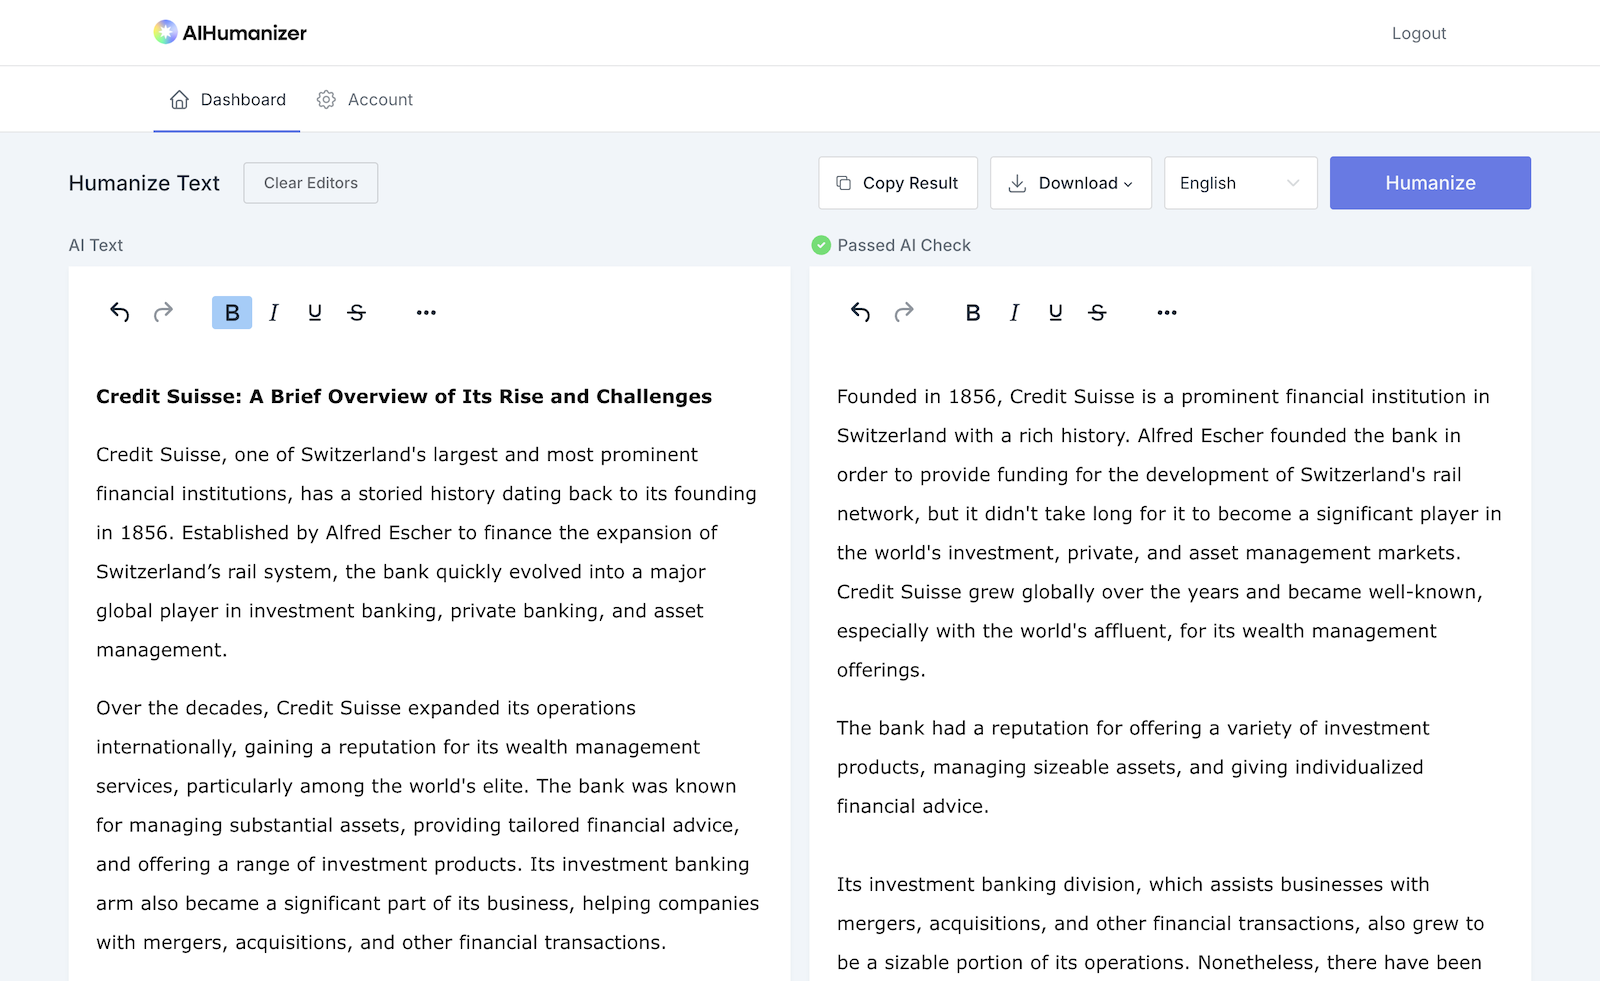 AIHumanizer
Logout
Dashboard
Account
Humanize Text
Clear Editors
Copy Result
Download
English
Humanize
AI Text
B I U S
Credit Suisse: A Brief Overview of Its Rise and Challenges
Credit Suisse, one of Switzerland's largest and most prominent
financial institutions, has a storied history dating back to its founding
in 1856. Established by Alfred Escher to finance the expansion of
Switzerland’s rail system, the bank quickly evolved into a major
global player in investment banking, private banking, and asset
management.
Over the decades, Credit Suisse expanded its operations
internationally, gaining a reputation for its wealth management
services, particularly among the world's elite. The bank was known
for managing substantial assets, providing tailored financial advice,
and offering a range of investment products. Its investment banking
arm also became a significant part of its business, helping companies
with mergers, acquisitions, and other financial transactions.
Passed AI Check
B I U S
Founded in 1856, Credit Suisse is a prominent financial institution in
Switzerland with a rich history. Alfred Escher founded the bank in
order to provide funding for the development of Switzerland's rail
network, but it didn't take long for it to become a significant player in
the world's investment, private, and asset management markets.
Credit Suisse grew globally over the years and became well-known,
especially with the world's affluent, for its wealth management
offerings.
The bank had a reputation for offering a variety of investment
products, managing sizeable assets, and giving individualized
financial advice.
Its investment banking division, which assists businesses with
mergers, acquisitions, and other financial transactions, also grew to
be a sizable portion of its operations. Nonetheless, there have been